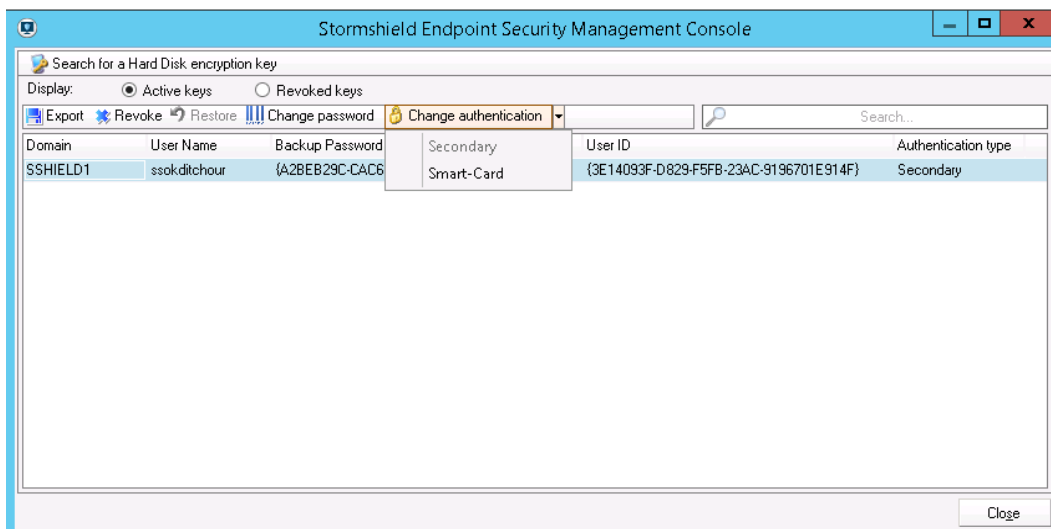 Stormshield Endpoint Security Management Console
Search for a Hard Disk encryption key
Display: Active keys Revoked keys
Export Revoke Restore Change password Change authentication Search...
Domain User Name Backup Password User ID Authentication type
Secondary
SSHIELD1 ssokditchour {A2BEB29C-CAC6 {3E14093F-D829-F5FB-23AC-9196701E914F} Secondary
Smart-Card
Close